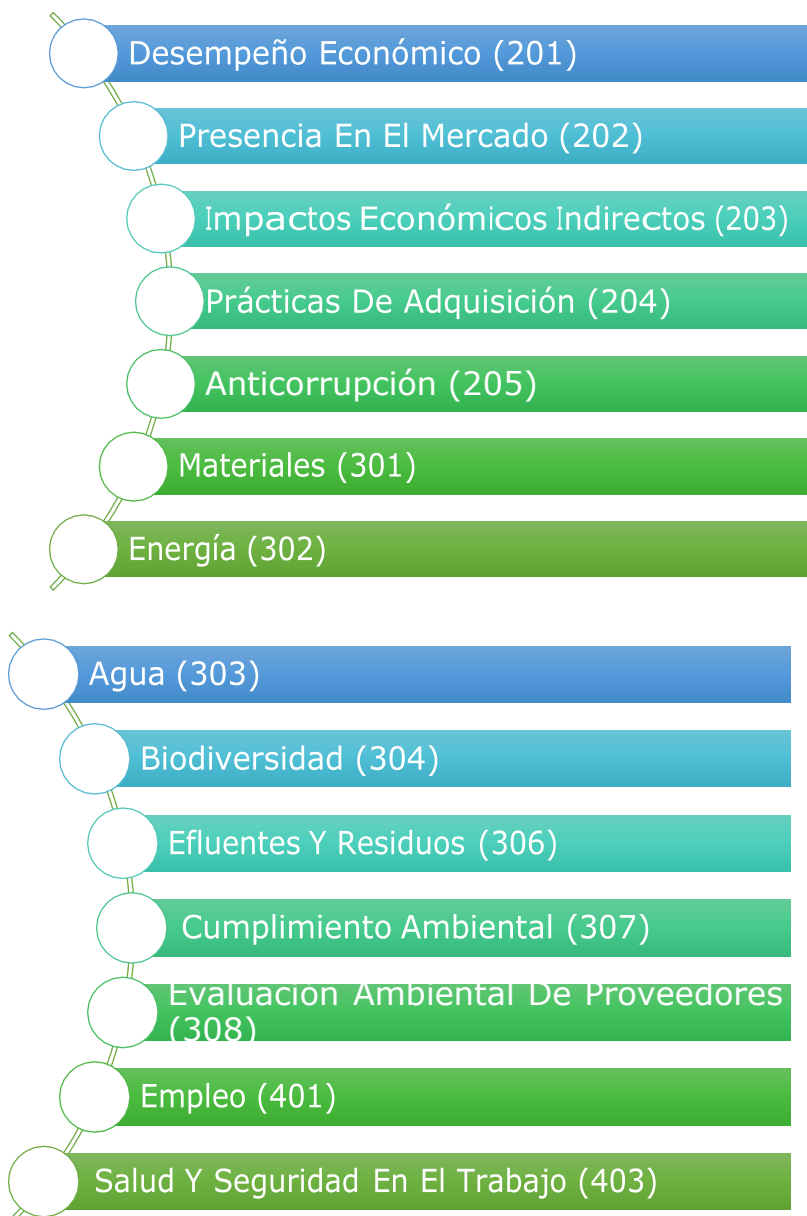 Desempeño Económico (201)
Presencia En El Mercado (202)
Impactos Económicos Indirectos (203)
Prácticas De Adquisición (204)
Anticorrupción (205)
Materiales (301)
Energía (302)
Agua (303)
Biodiversidad (304)
Efluentes Y Residuos (306)
Cumplimiento Ambiental (307)
Evaluación Ambiental De Proveedores
(308)
Empleo (401)
Salud Y Seguridad En El Trabajo (403)